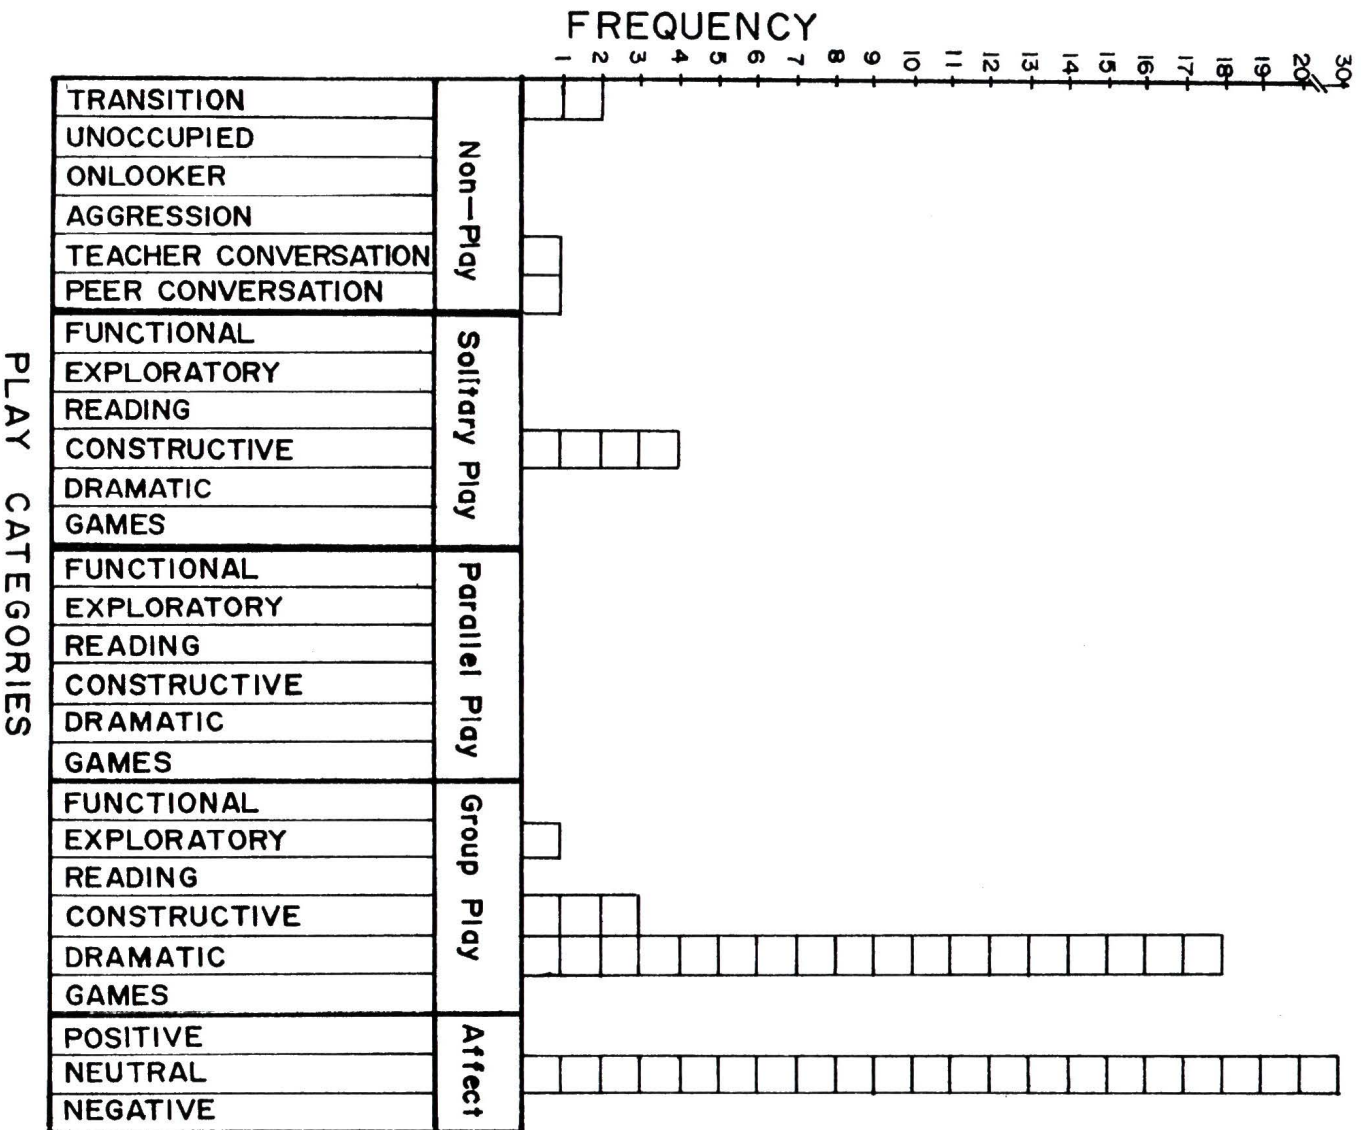 FREQUENCY
1 2 3 4 5 6 7 8 9 10 11 12 13 14 15 16 17 18 19 20 30
PLAY CATEGORIES
Non-Play
TRANSITION
UNOCCUPIED
ONLOOKER
AGGRESSION
TEACHER CONVERSATION
PEER CONVERSATION
Solitary Play
FUNCTIONAL
EXPLORATORY
READING
CONSTRUCTIVE
DRAMATIC
GAMES
Parallel Play
FUNCTIONAL
EXPLORATORY
READING
CONSTRUCTIVE
DRAMATIC
GAMES
Group Play
FUNCTIONAL
EXPLORATORY
READING
CONSTRUCTIVE
DRAMATIC
GAMES
Affect
POSITIVE
NEUTRAL
NEGATIVE